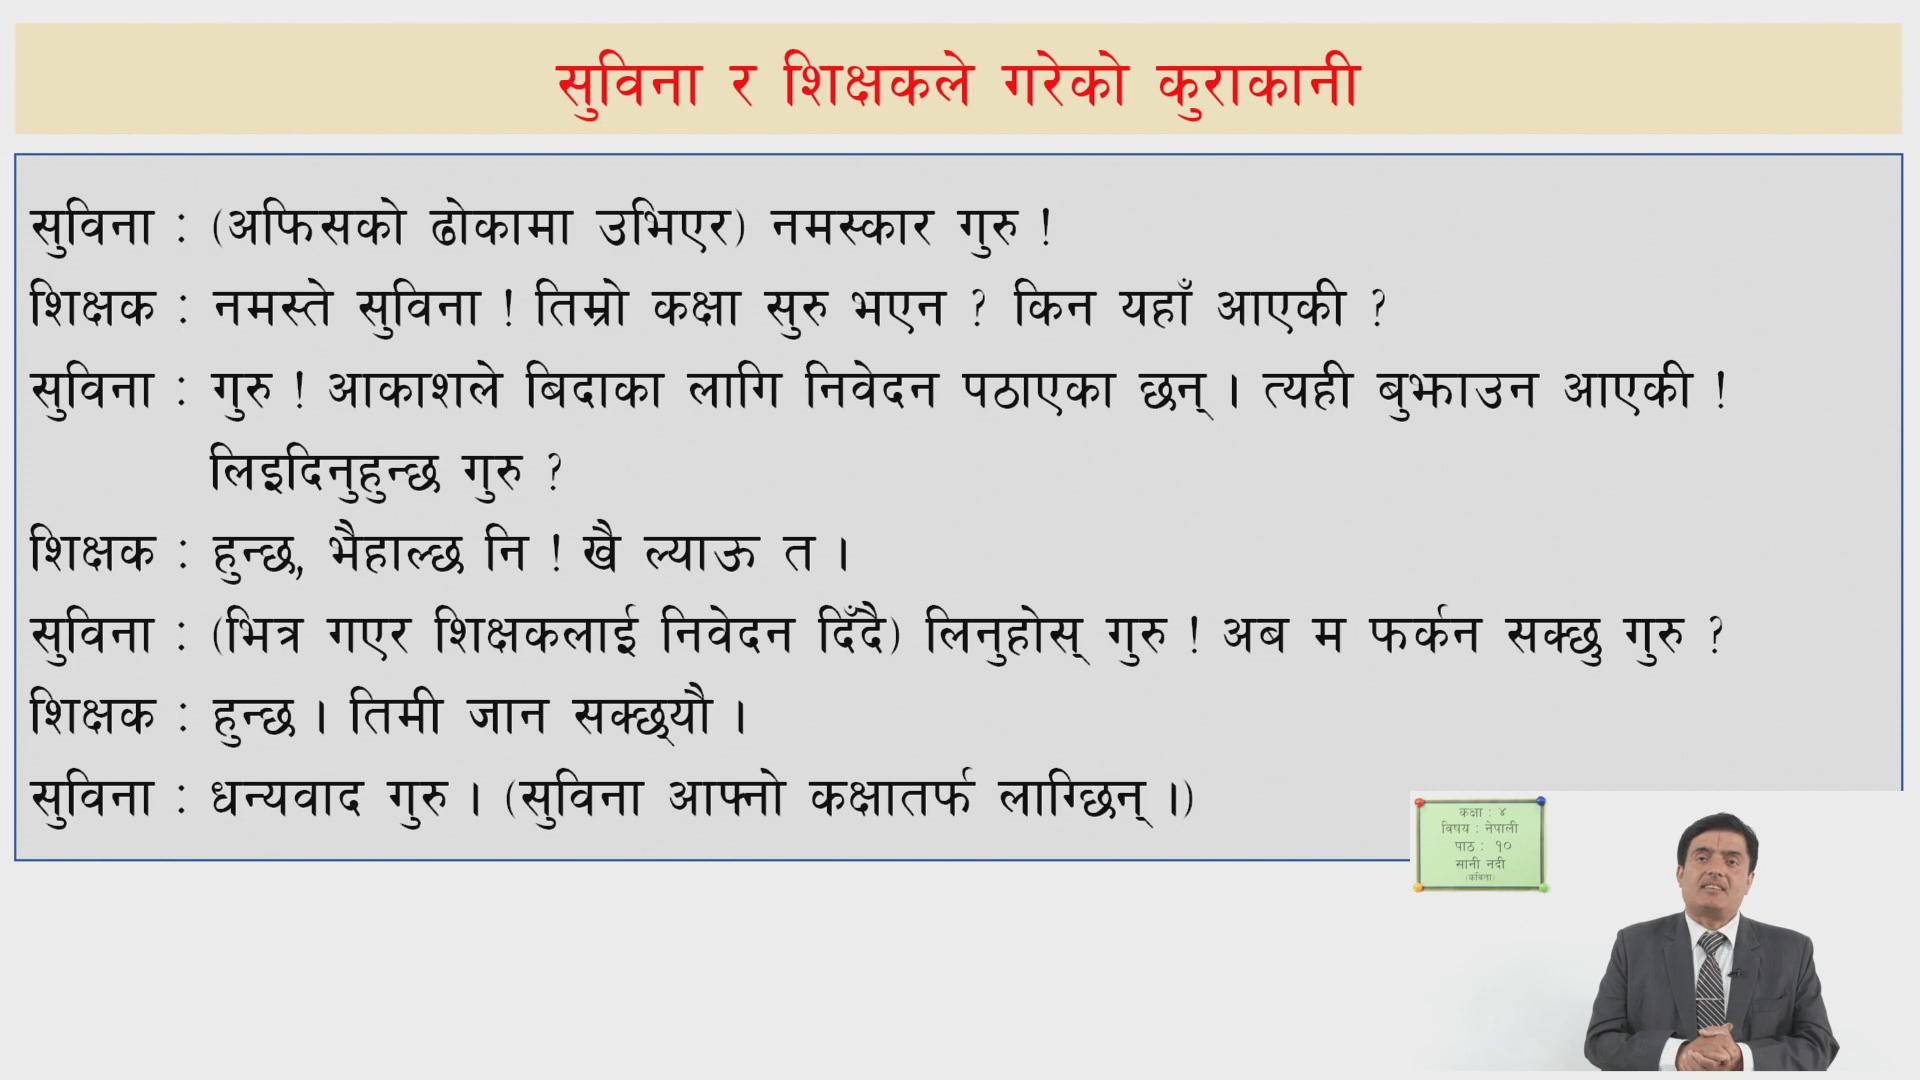 सुविना र शिक्षकले गरेको कुराकानी
सुविना : (अफिसको ढोकामा उभिएर) नमस्कार गुरु !
शिक्षक : नमस्ते सुविना ! तिम्रो कक्षा सुरु भएन ? किन यहाँ आएकी ?
सुविना : गुरु ! आकाशले बिदाका लागि निवेदन पठाएका छन् । त्यही बुझाउन आएकी !
लिइदिनुहुन्छ गुरु ?
शिक्षक : हुन्छ, भैहाल्छ नि ! खै ल्याऊ त ।
सुविना : (भित्र गएर शिक्षकलाई निवेदन दिँदै) लिनुहोस् गुरु ! अब म फर्कन सक्छु गुरु ?
शिक्षक : हुन्छ । तिमी जान सक्छ्यौ ।
सुविना : धन्यवाद गुरु । (सुविना आफ्नो कक्षातर्फ लाग्छिन् ।)
कक्षा : ४
बिषय : नेपाली
पाठ : १०
सानी नदी
(कबिता)